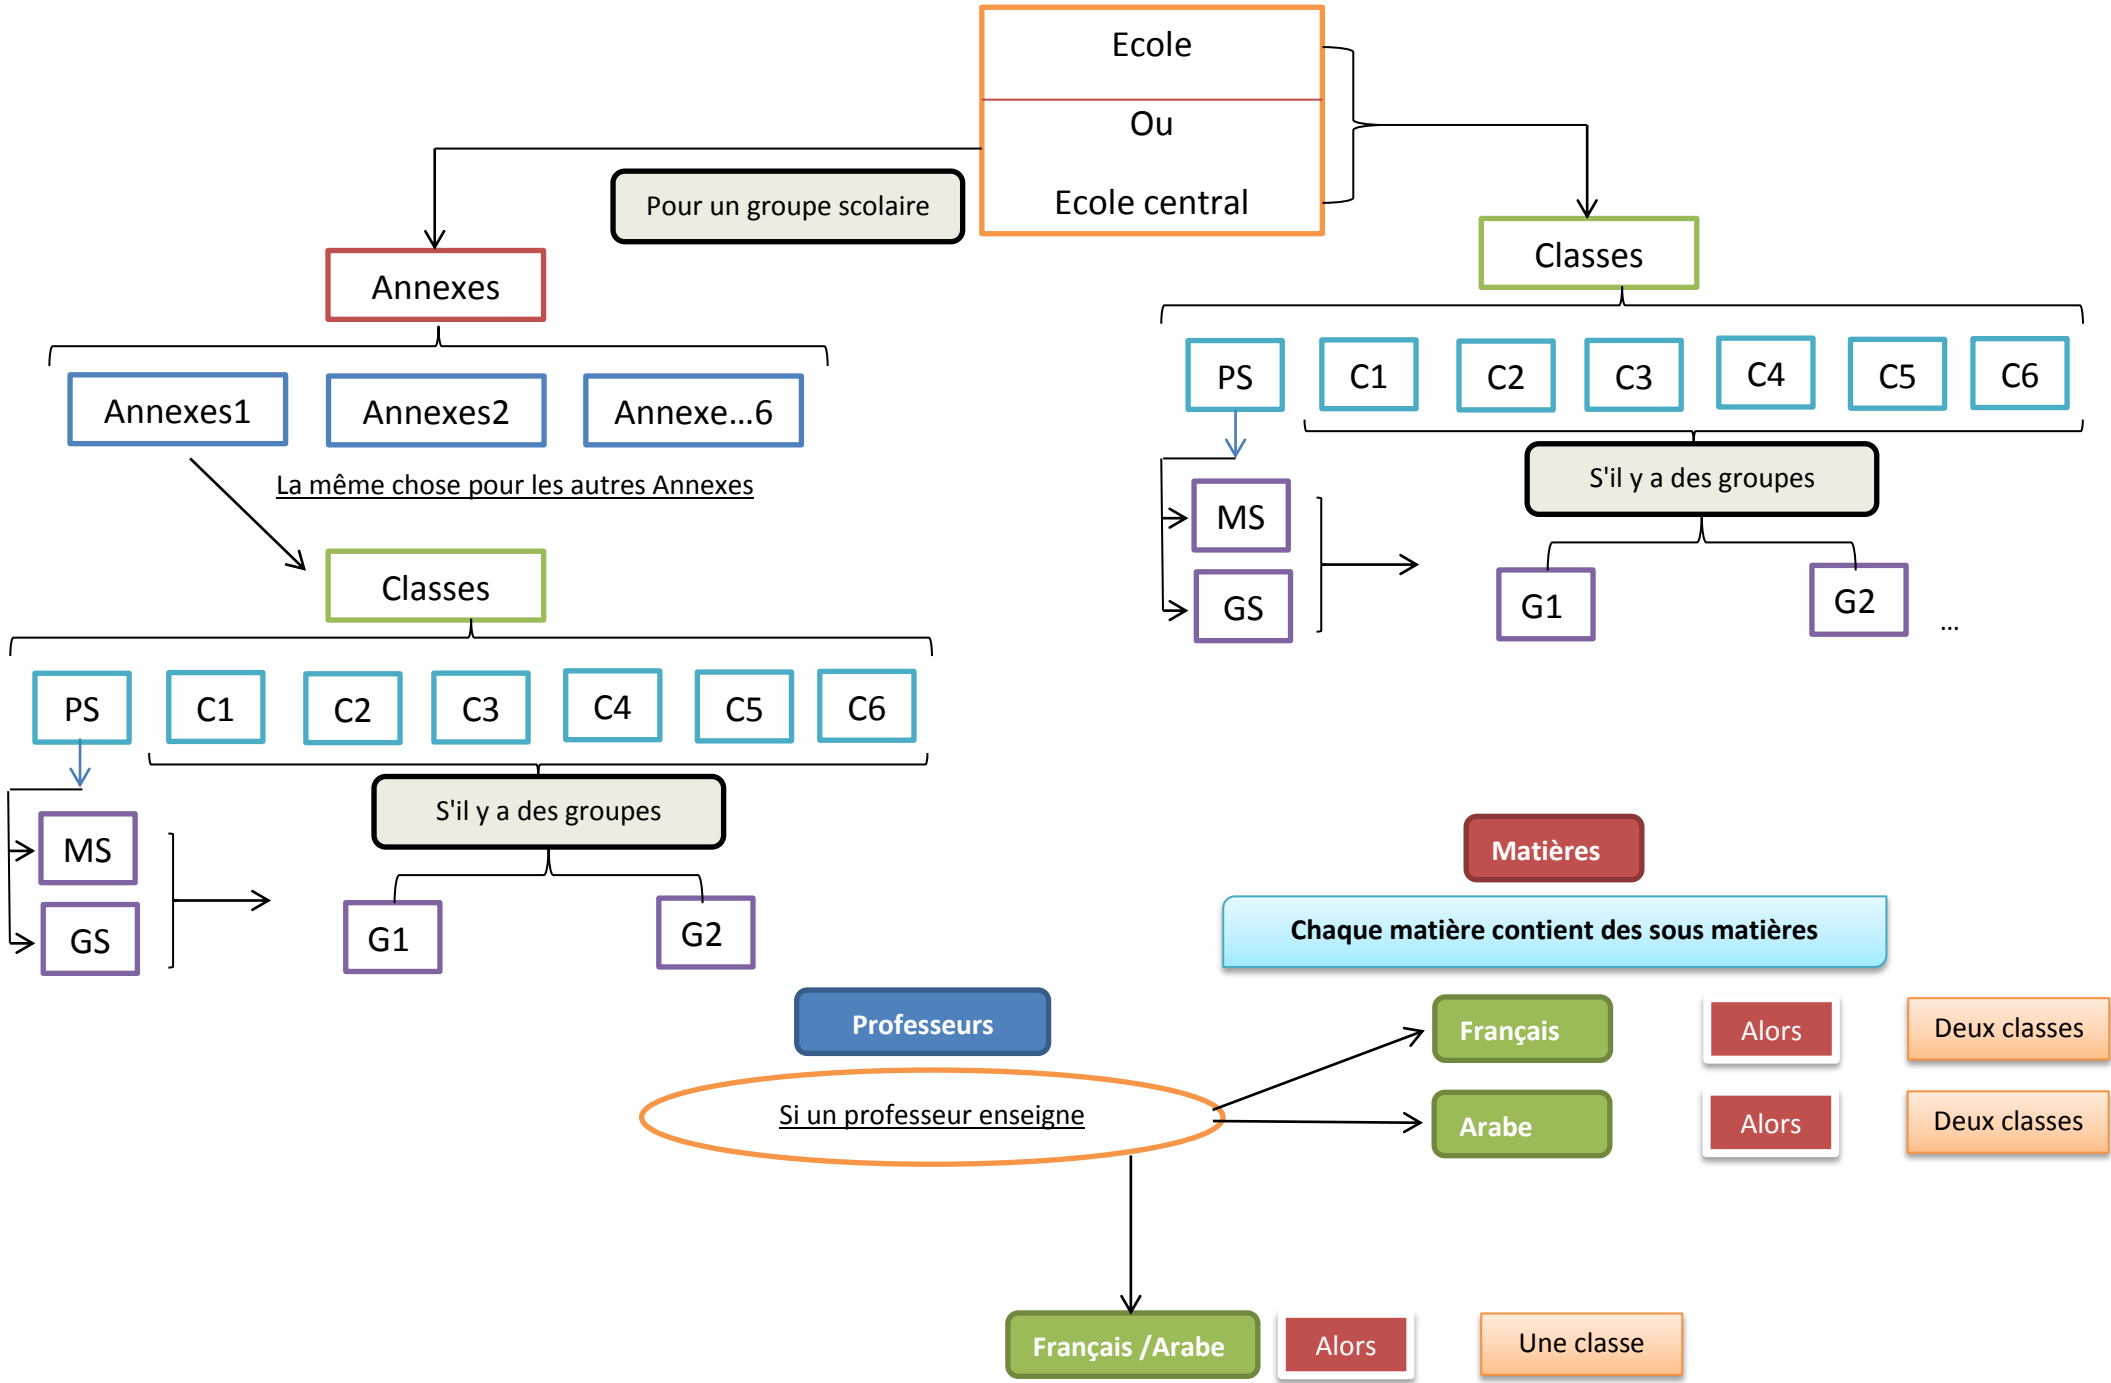 Ecole
Ou
Ecole central
Pour un groupe scolaire
Annexes
Annexes1
Annexes2
Annexe...6
La même chose pour les autres Annexes
Classes
PS
C1
C2
C3
C4
C5
C6
S'il y a des groupes
MS
GS
G1
G2
Classes
PS
C1
C2
C3
C4
C5
C6
S'il y a des groupes
MS
GS
G1
G2
...
Matières
Chaque matière contient des sous matières
Professeurs
Si un professeur enseigne
Français
Alors
Deux classes
Arabe
Alors
Deux classes
Français /Arabe
Alors
Une classe